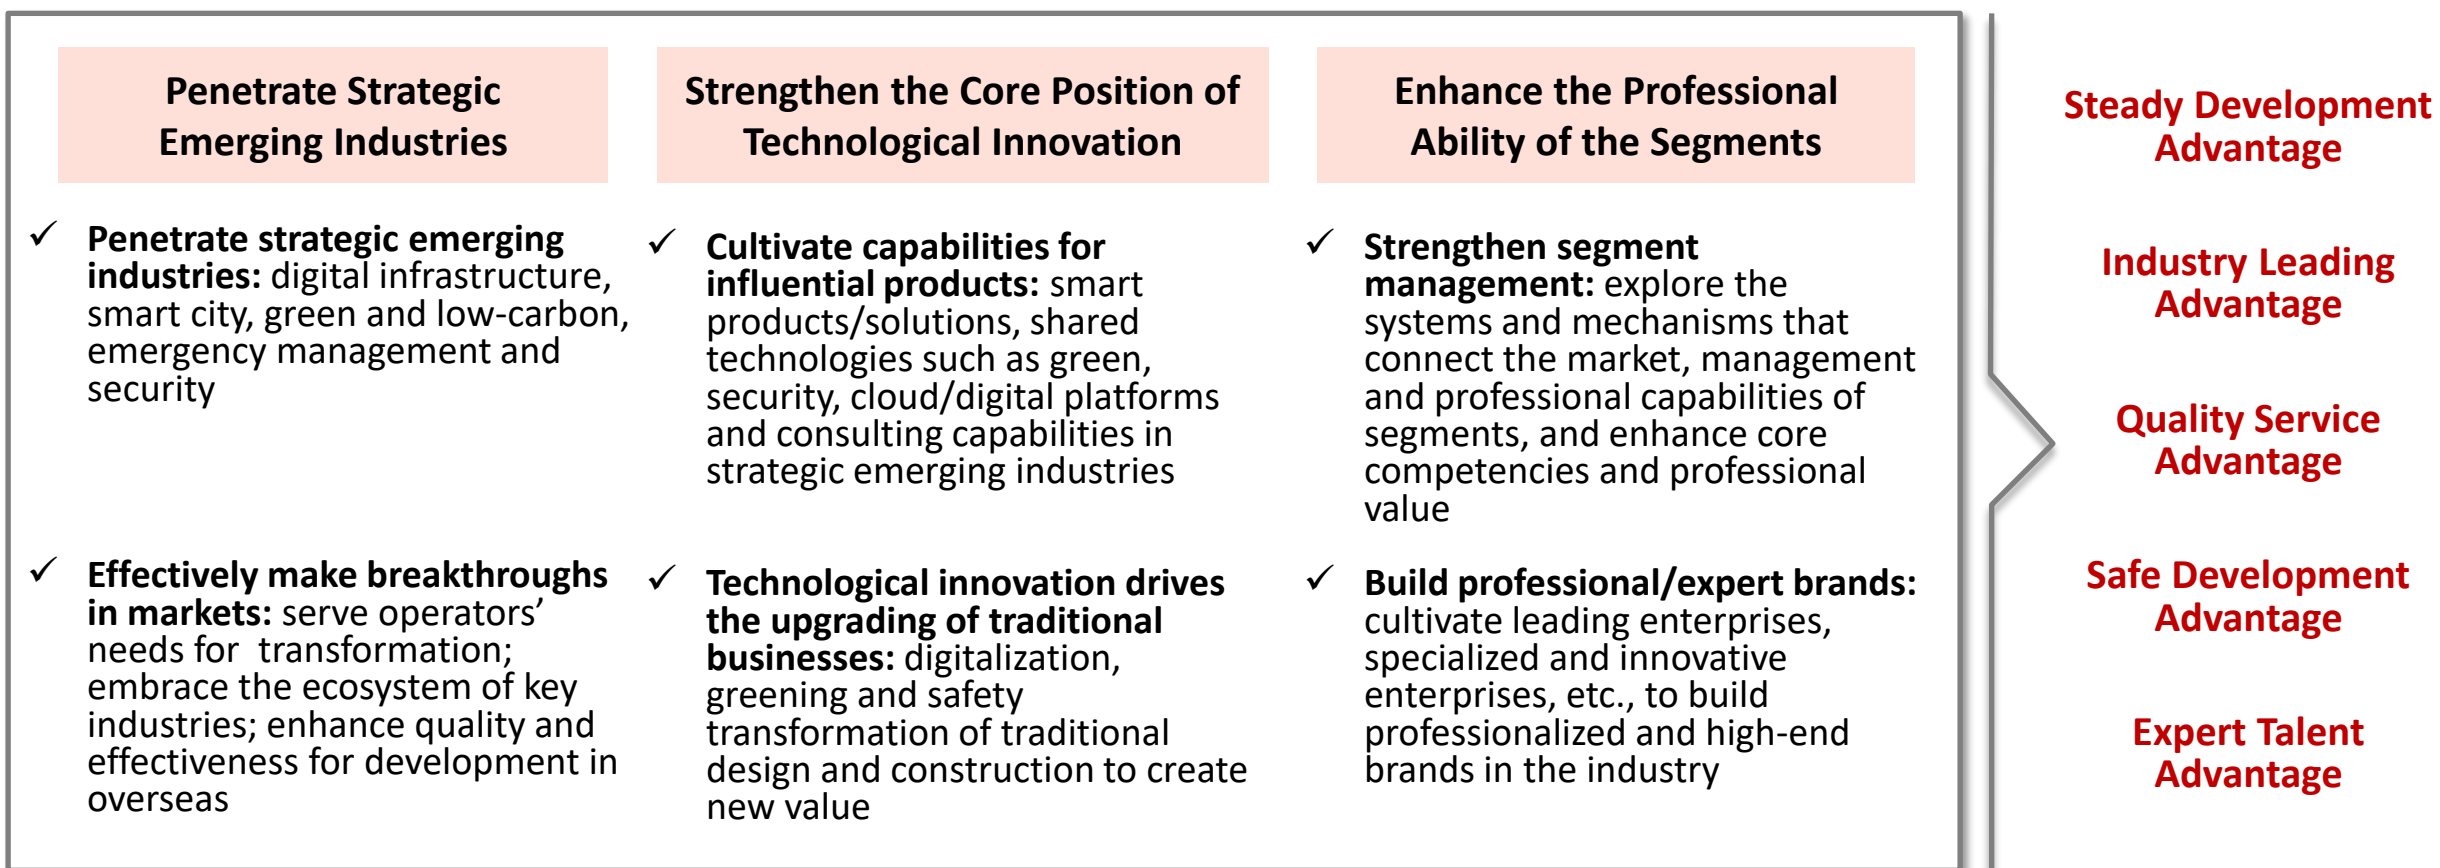 Penetrate Strategic
Emerging Industries
✓ Penetrate strategic emerging
industries: digital infrastructure,
smart city, green and low-carbon,
emergency management and
security
✓ Effectively make breakthroughs
in markets: serve operators’
needs for  transformation;
embrace the ecosystem of key
industries; enhance quality and
effectiveness for development in
overseas
Strengthen the Core Position of
Technological Innovation
✓ Cultivate capabilities for
influential products: smart
products/solutions, shared
technologies such as green,
security, cloud/digital platforms
and consulting capabilities in
strategic emerging industries
✓ Technological innovation drives
the upgrading of traditional
businesses: digitalization,
greening and safety
transformation of traditional
design and construction to create
new value
Enhance the Professional
Ability of the Segments
✓ Strengthen segment
management: explore the
systems and mechanisms that
connect the market, management
and professional capabilities of
segments, and enhance core
competencies and professional
value
✓ Build professional/expert brands:
cultivate leading enterprises,
specialized and innovative
enterprises, etc., to build
professionalized and high-end
brands in the industry
Steady Development
Advantage
Industry Leading
Advantage
Quality Service
Advantage
Safe Development
Advantage
Expert Talent
Advantage